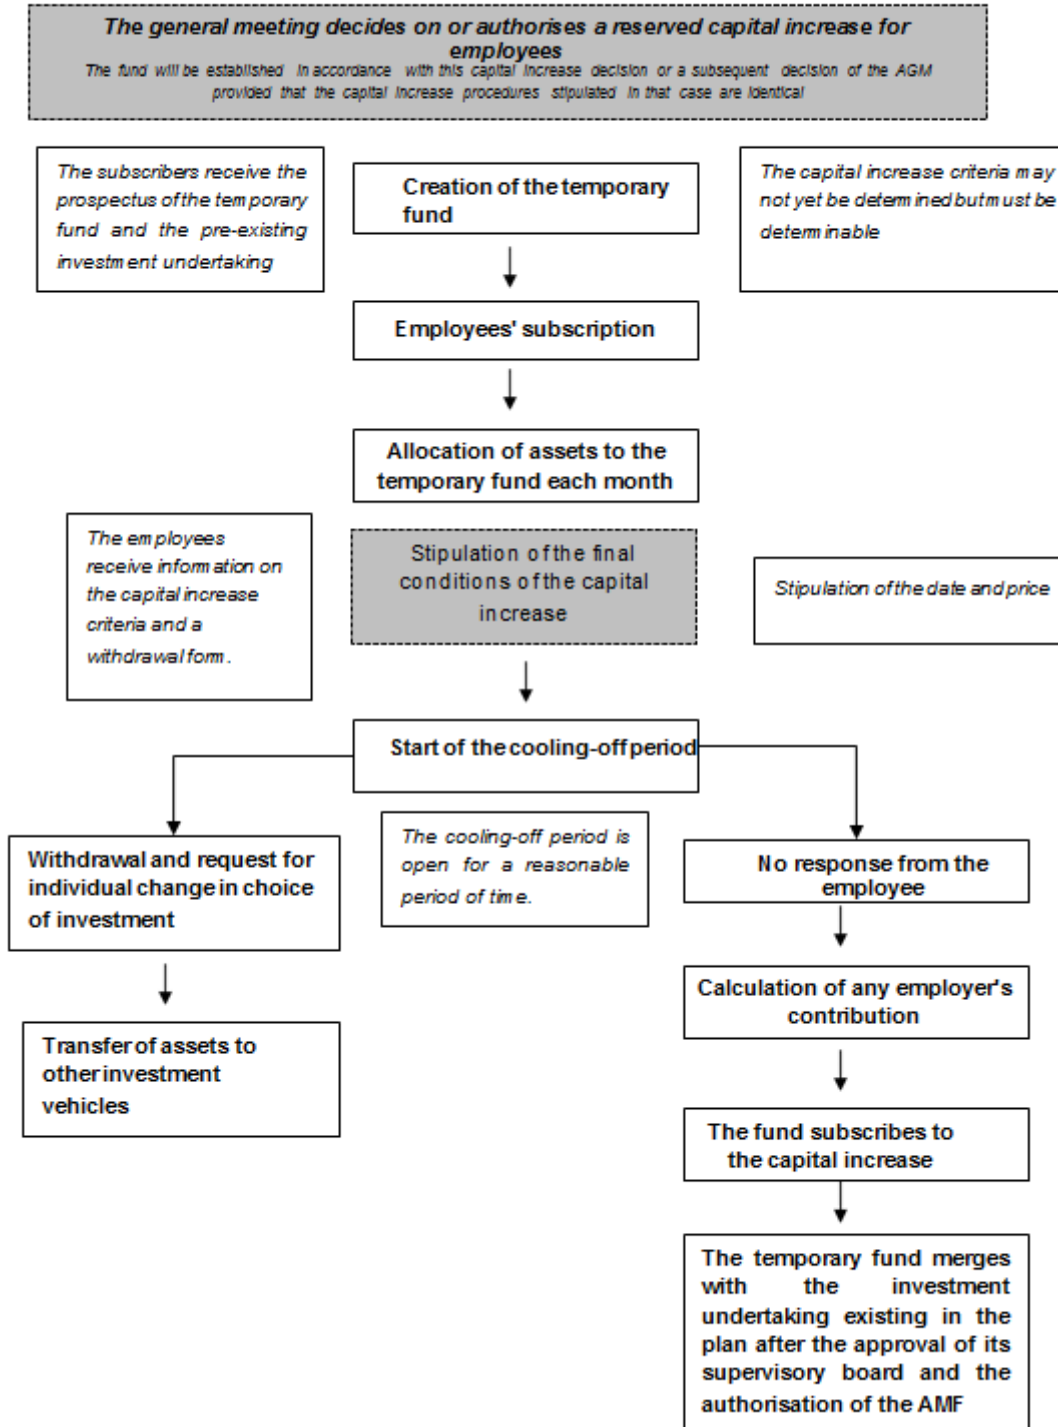 The general meeting decides on or authorises a reserved capital increase for
employees
The fund will be established in accordance with this capital increase decision or a subsequent decision of the AGM
provided that the capital increase procedures stipulated in that case are identical
The subscribers receive the
prospectus of the temporary
fund and the pre-existing
investment undertaking
Creation of the temporary
fund
The capital increase criteria may
not yet be determined but must be
determinable
Employees' subscription
Allocation of assets to the
temporary fund each month
The employees
receive information on
the capital increase
criteria and a
withdrawal form.
Stipulation of the final
conditions of the capital
increase
Stipulation of the date and price
Start of the cooling-off period
Withdrawal and request for
individual change in choice
of investment
The cooling-off period is
open for a reasonable
period of time.
No response from the
employee
Transfer of assets to
other investment
vehicles
Calculation of any employer's
contribution
The fund subscribes to
the capital increase
The temporary fund merges
with the investment
undertaking existing in the
plan after the approval of its
supervisory board and the
authorisation of the AMF